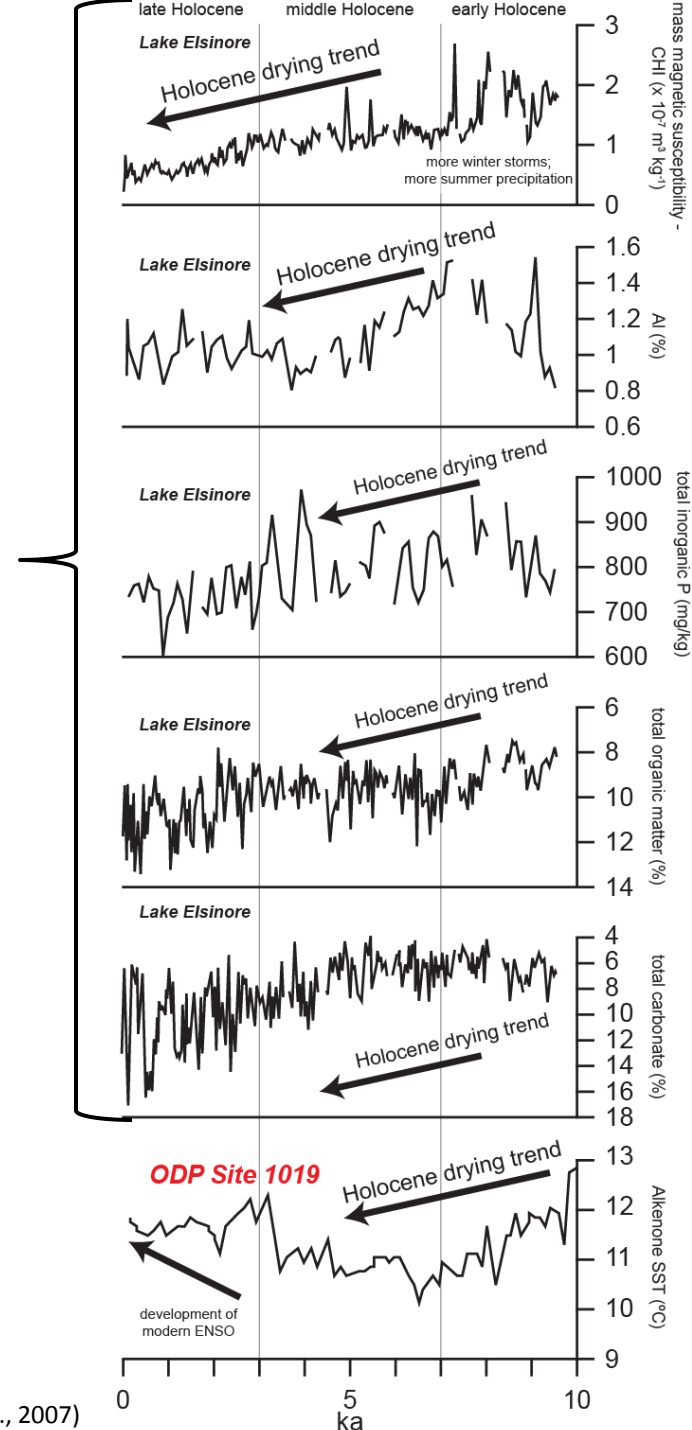 late Holocene middle Holocene early Holocene
Lake Elsinore
Holocene drying trend
more winter storms;
more summer precipitation
3
2
1
0
mass magnetic susceptibility -
CHI (x 10⁻⁷ m³ kg⁻¹)
Lake Elsinore
Holocene drying trend
1.6
1.4
1.2
1
0.8
0.6
Al (%)
Lake Elsinore
Holocene drying trend
1000
900
800
700
600
total inorganic P (mg/kg)
Lake Elsinore
Holocene drying trend
6
8
10
12
14
total organic matter (%)
Lake Elsinore
Holocene drying trend
4
6
8
10
12
14
16
18
total carbonate (%)
ODP Site 1019
Holocene drying trend
development of
modern ENSO
13
12
11
10
9
Alkenone SST (ºC)
0 5 10
ka
., 2007)